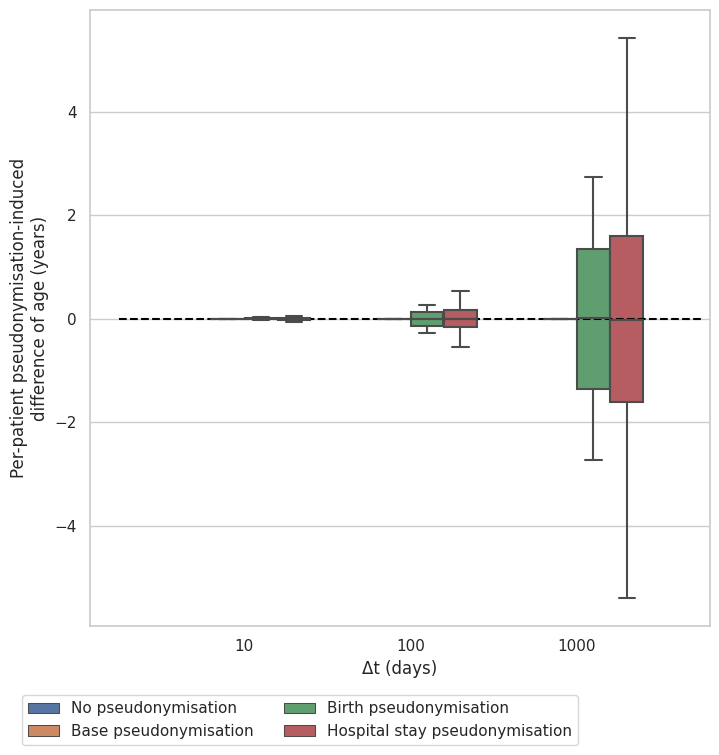 Per-patient pseudonymisation-induced
difference of age (years)
4
2
0
−2
−4
10
100
1000
Δt (days)
No pseudonymisation
Base pseudonymisation
Birth pseudonymisation
Hospital stay pseudonymisation